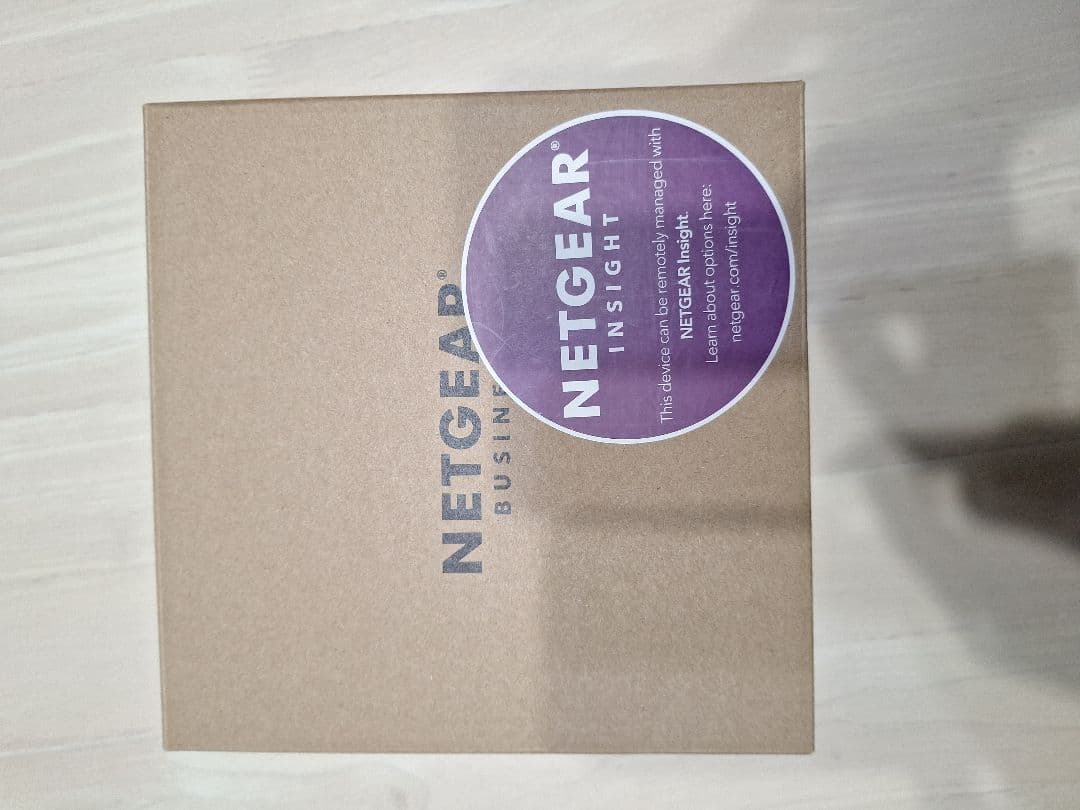 NETGEAR®
BUSINE
NETGEAR®
INSIGHT
This device can be remotely managed with
NETGEAR Insight.
Learn about options here:
netgear.com/insight